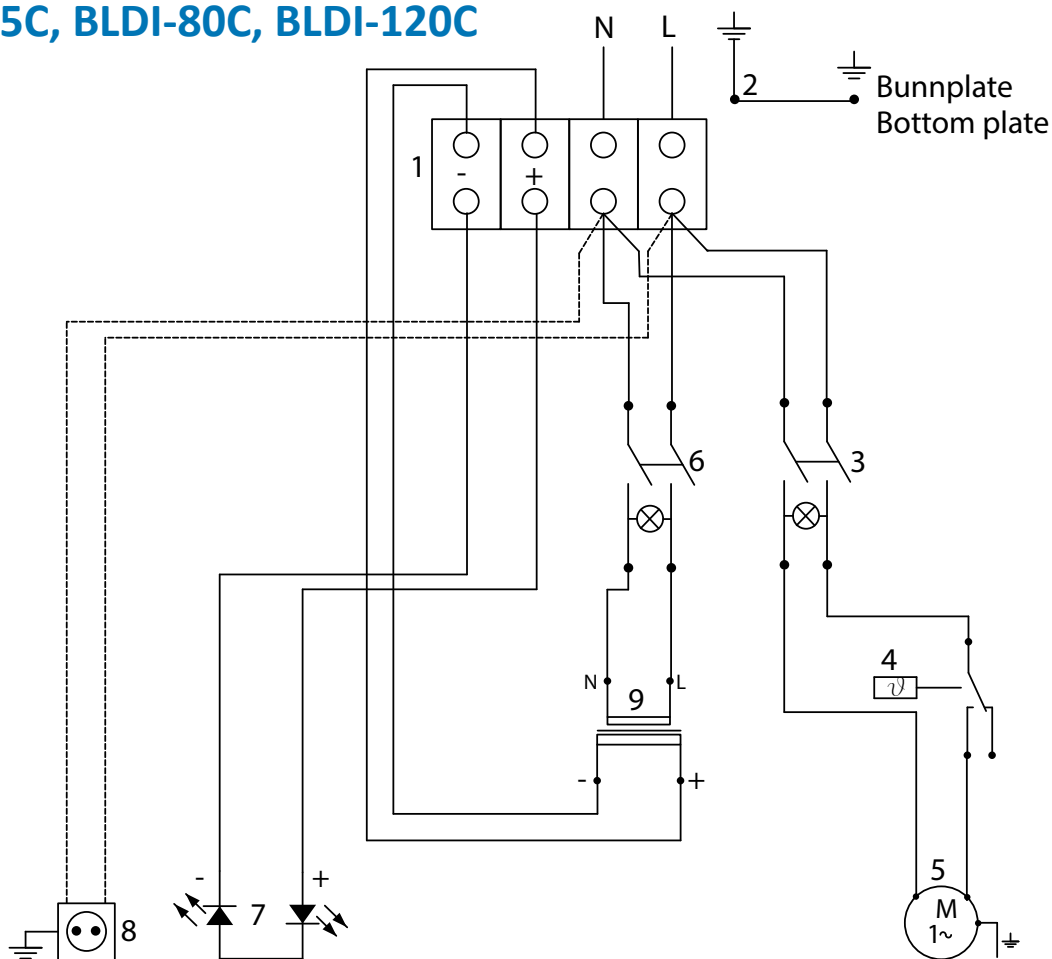 5C, BLDI-80C, BLDI-120C
N L
2
Bunnplate
Bottom plate
1
- +
6
3
4
ϑ
N L
9
- +
5
- +
7
8
M
1~